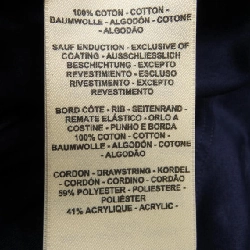 100% COTON - COTTON -
BAUMWOLLE - ALGODÓN - COTONE
- ALGODÃO
SAUF ENDUCTION - EXCLUSIVE OF
COATING - AUSSCHLIESSLICH
BESCHICHTUNG - EXCEPTO
REVESTIMIENTO - ESCLUSO
RIVESTIMENTO - EXCEPTO
REVESTIMENTO
BORD CÔTE - RIB - SEITENRAND -
REMATE ELÁSTICO - ORLO A
COSTINE - PUNHO E BORDA
100% COTON - COTTON -
BAUMWOLLE - ALGODÓN - COTONE
- ALGODÃO
CORDON - DRAWSTRING - KORDEL
- CORDÓN - CORDINO - CORDÃO
59% POLYESTER - POLIESTERE -
POLIÉSTER
41% ACRYLIQUE - ACRYLIC -